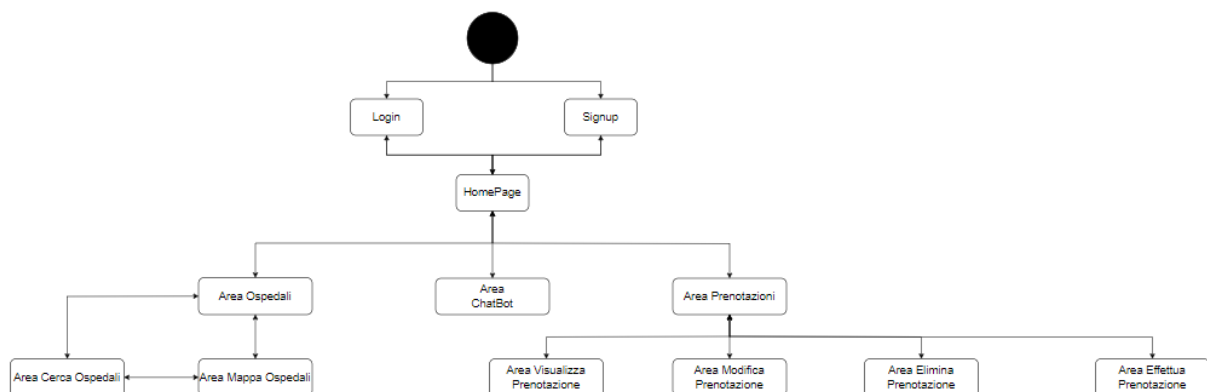 Login
Signup
HomePage
Area Ospedali
Area
ChatBot
Area Prenotazioni
Area Cerca Ospedali
Area Mappa Ospedali
Area Visualizza
Prenotazione
Area Modifica
Prenotazione
Area Elimina
Prenotazione
Area Effettua
Prenotazione